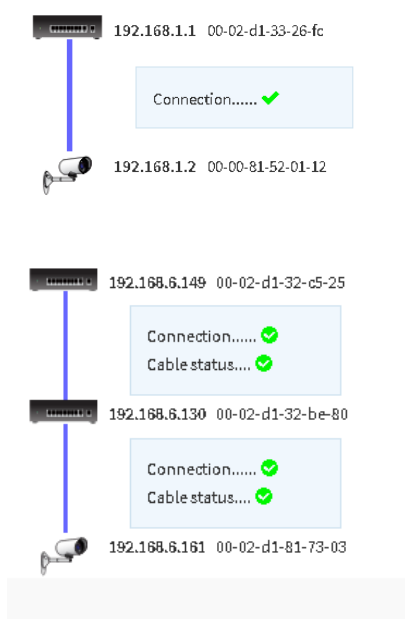 192.168.1.1 00-02-d1-33-26-fc
Connection......
192.168.1.2 00-00-81-52-01-12
192.168.6.149 00-02-d1-32-c5-25
Connection......
Cable status....
192.168.6.130 00-02-d1-32-be-80
Connection......
Cable status....
192.168.6.161 00-02-d1-81-73-03